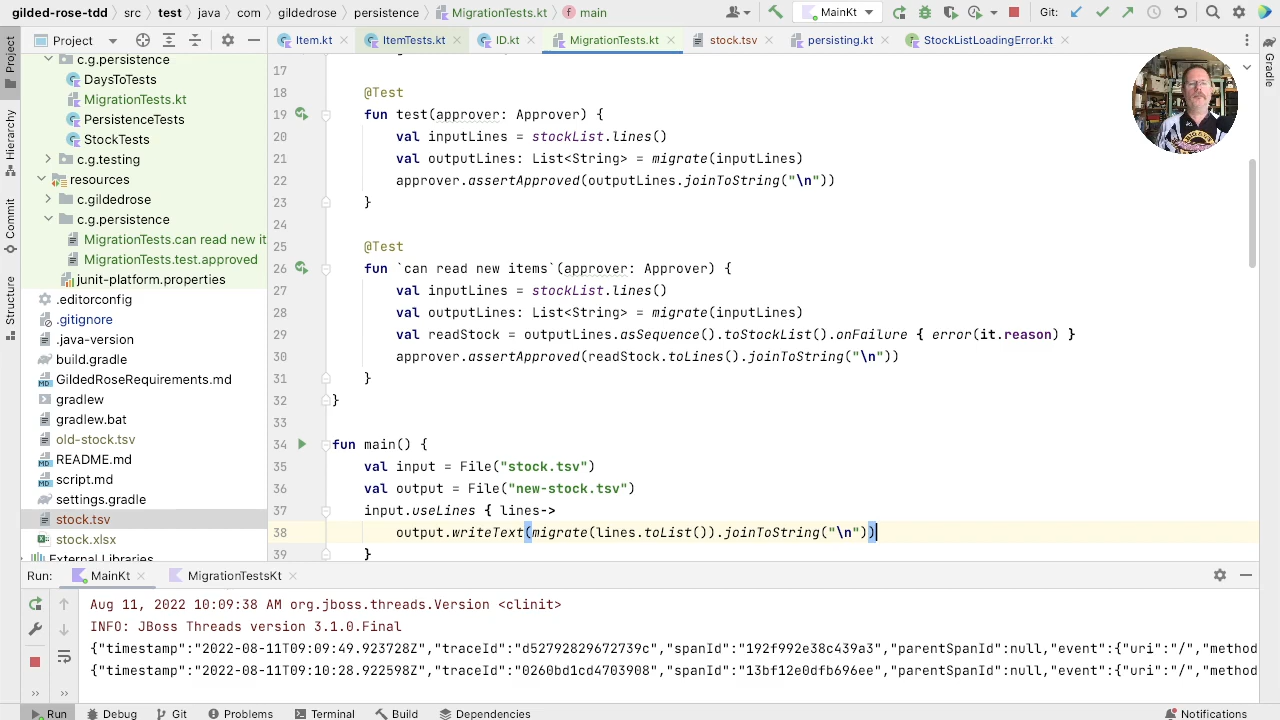 gilded-rose-tdd › src › test › java › com › gildedrose › persistence › MigrationTests.kt › main
MainKt
Git:
Project
Item.kt
ItemTests.kt
ID.kt
MigrationTests.kt
stock.tsv
persisting.kt
StockListLoadingError.kt
Project
Hierarchy
Commit
Structure
Gradle
c.g.persistence
DaysToTests
MigrationTests.kt
PersistenceTests
StockTests
c.g.testing
resources
c.g.gildedrose
c.g.persistence
MigrationTests.can read new it
MigrationTests.test.approved
junit-platform.properties
.editorconfig
.gitignore
.java-version
build.gradle
GildedRoseRequirements.md
gradlew
gradlew.bat
old-stock.tsv
README.md
script.md
settings.gradle
stock.tsv
stock.xlsx
External Libraries
17
18 @Test
19 fun test(approver: Approver) {
20 val inputLines = stockList.lines()
21 val outputLines: List<String> = migrate(inputLines)
22 approver.assertApproved(outputLines.joinToString("\n"))
23 }
24
25 @Test
26 fun `can read new items`(approver: Approver) {
27 val inputLines = stockList.lines()
28 val outputLines: List<String> = migrate(inputLines)
29 val readStock = outputLines.asSequence().toStockList().onFailure { error(it.reason) }
30 approver.assertApproved(readStock.toLines().joinToString("\n"))
31 }
32 }
33
34 fun main() {
35 val input = File("stock.tsv")
36 val output = File("new-stock.tsv")
37 input.useLines { lines->
38 output.writeText(migrate(lines.toList()).joinToString("\n"))
39 }
Run:
MainKt
MigrationTestsKt
Aug 11, 2022 10:09:38 AM org.jboss.threads.Version <clinit>
INFO: JBoss Threads version 3.1.0.Final
{"timestamp":"2022-08-11T09:09:49.923728Z","traceId":"d52792829672739c","spanId":"192f992e38c439a3","parentSpanId":null,"event":{"uri":"/","method
{"timestamp":"2022-08-11T09:10:28.922598Z","traceId":"0260bd1cd4703908","spanId":"13bf12e0dfb696ee","parentSpanId":null,"event":{"uri":"/","method
Run
Debug
Git
Problems
Terminal
Build
Dependencies
Notifications